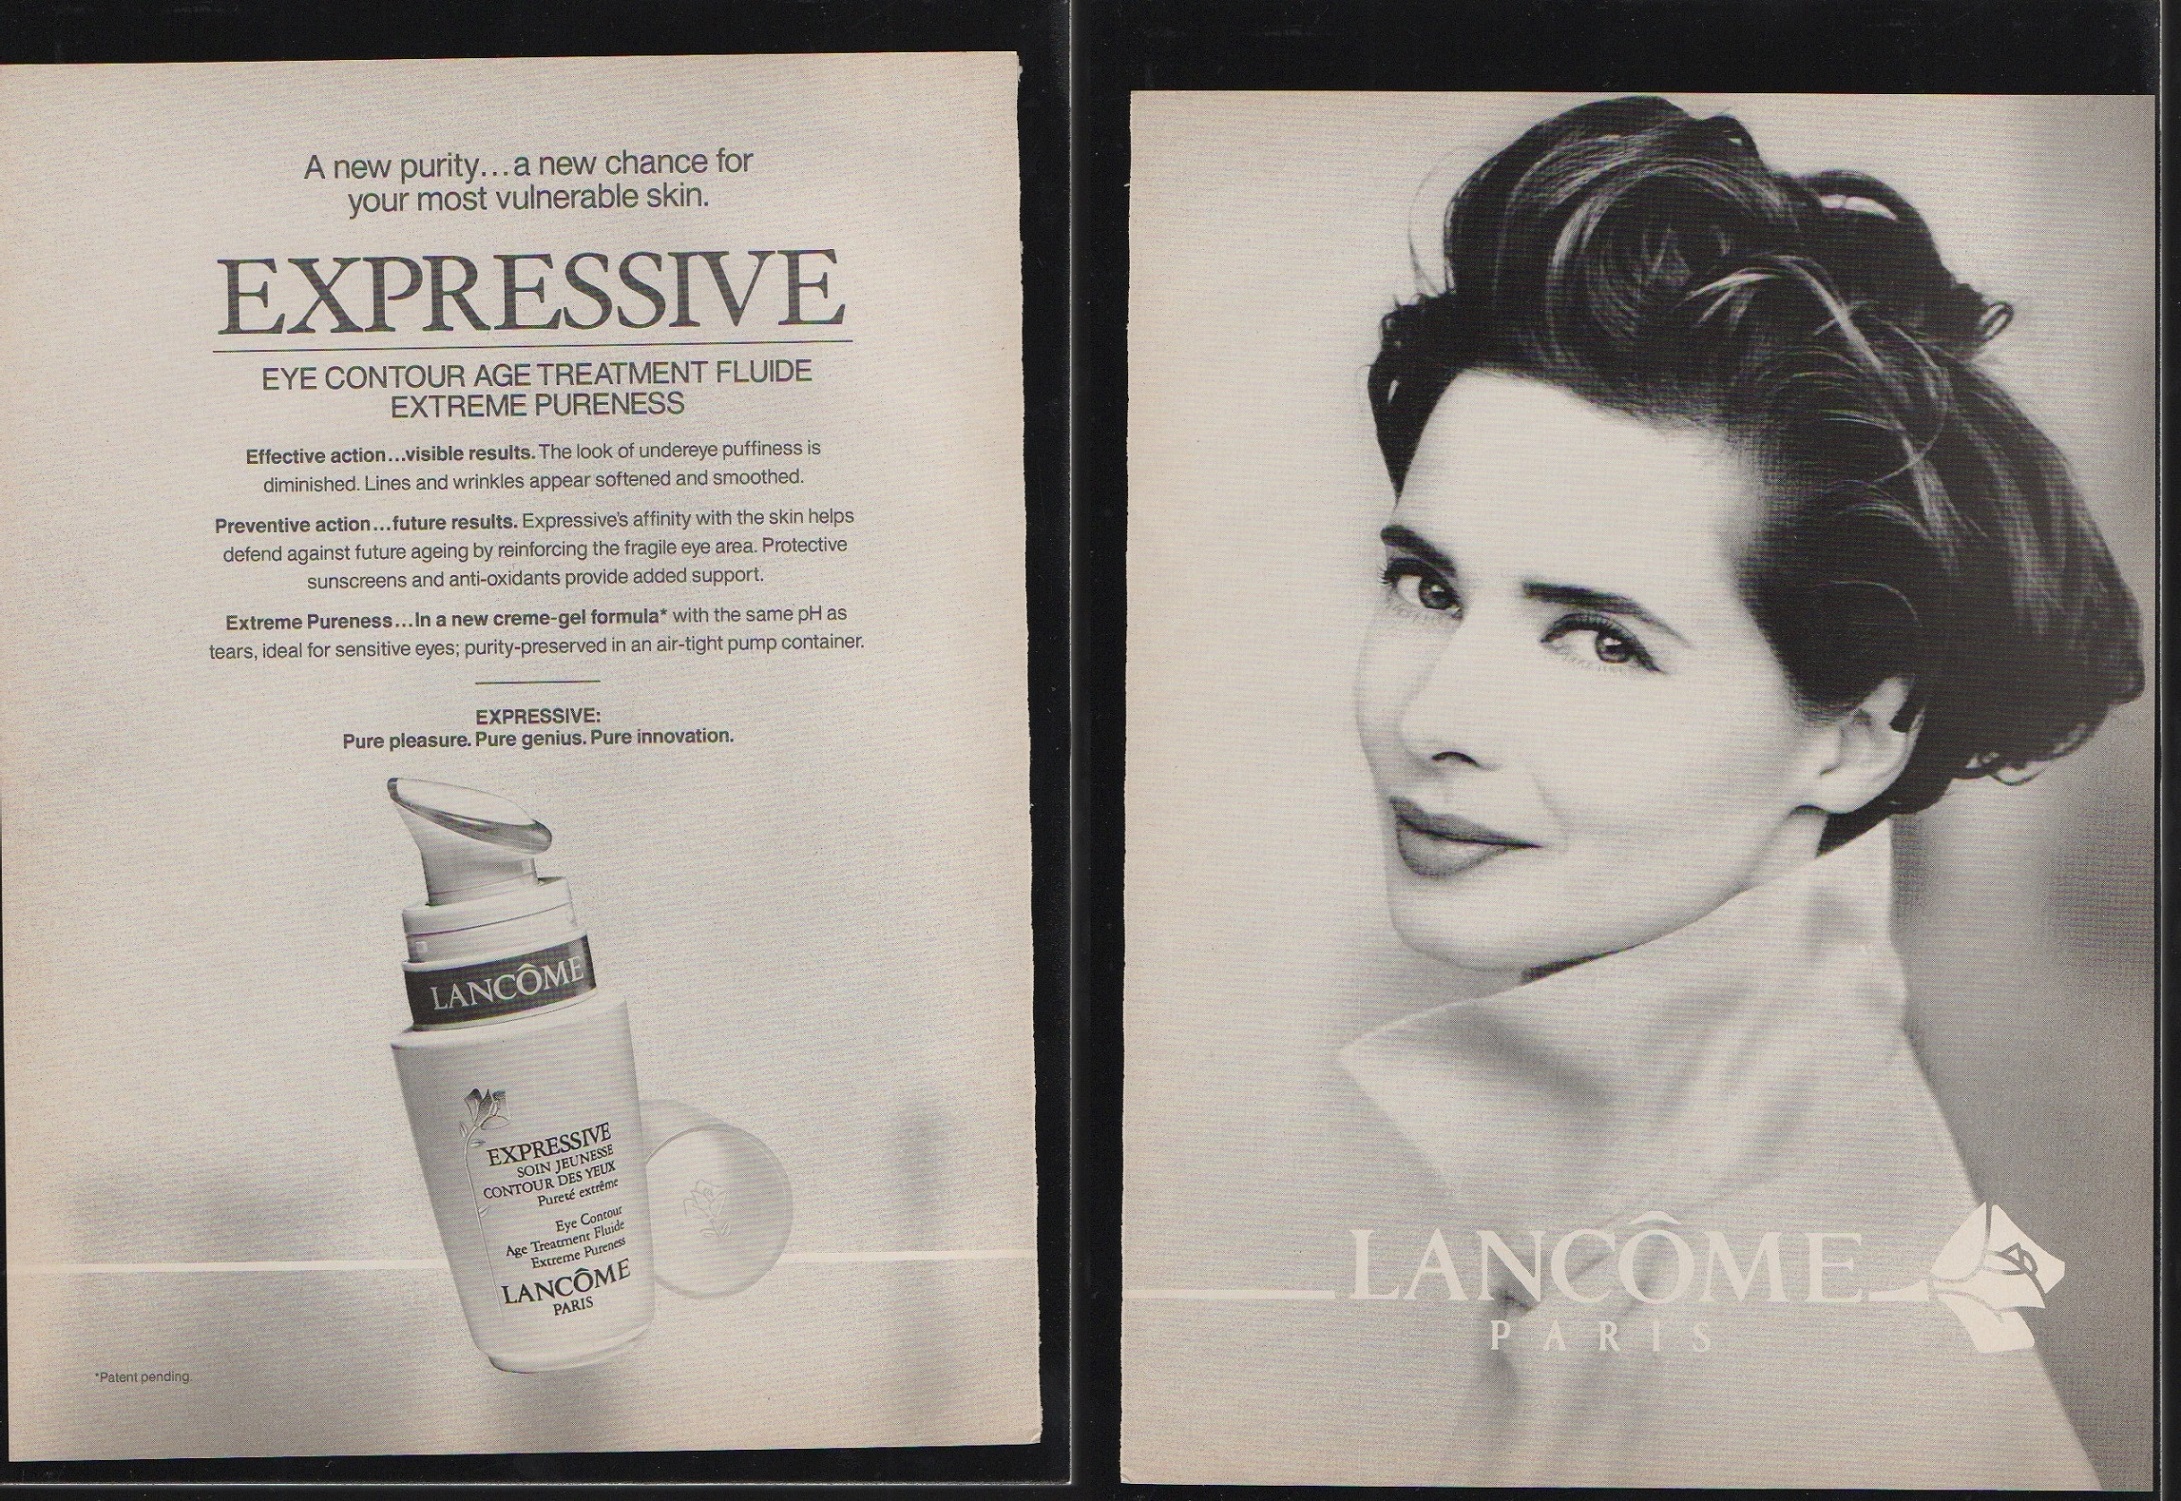 A new purity...a new chance for
your most vulnerable skin.
EXPRESSIVE
EYE CONTOUR AGE TREATMENT FLUIDE
EXTREME PURENESS
Effective action...visible results. The look of undereye puffiness is
diminished. Lines and wrinkles appear softened and smoothed.
Preventive action...future results. Expressive's affinity with the skin helps
defend against future ageing by reinforcing the fragile eye area. Protective
sunscreens and anti-oxidants provide added support.
Extreme Pureness...In a new creme-gel formula* with the same pH as
tears, ideal for sensitive eyes; purity-preserved in an air-tight pump container.
EXPRESSIVE:
Pure pleasure. Pure genius. Pure innovation.
LANCÔME
EXPRESSIVE
SOIN JEUNESSE
CONTOUR DES YEUX
Pureté extrême
Eye Contour
Age Treatment Fluide
Extreme Pureness
LANCÔME
PARIS
*Patent pending.
LANCÔME
PARIS